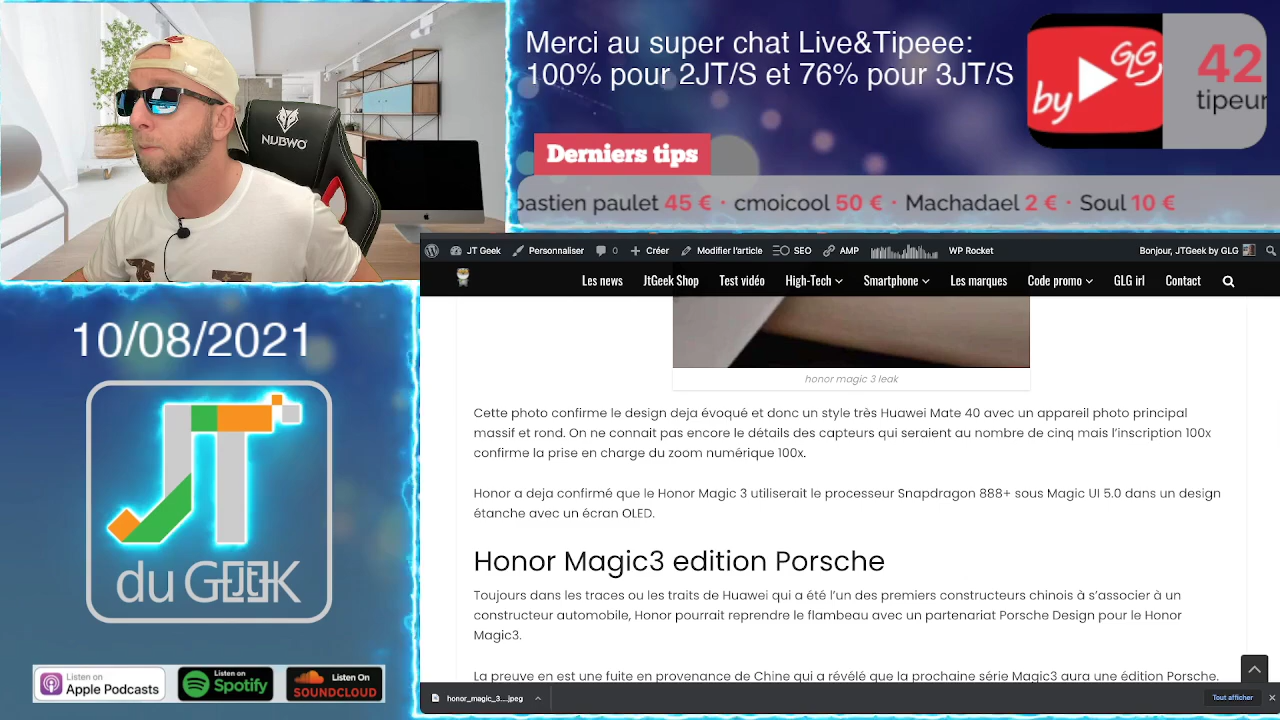 NUBWO
Merci au super chat Live&Tipeee:
100% pour 2JT/S et 76% pour 3JT/S
by GLG
42
tipeur
Derniers tips
bastien paulet 45 € · cmoicool 50 € · Machadael 2 € · Soul 10 €
JT Geek Personnaliser 0 Créer Modifier l'article SEO AMP WP Rocket Bonjour, JTGeek by GLG
Les news JtGeek Shop Test vidéo High-Tech Smartphone Les marques Code promo GLG irl Contact
honor magic 3 leak
Cette photo confirme le design deja évoqué et donc un style très Huawei Mate 40 avec un appareil photo principal
massif et rond. On ne connait pas encore le détails des capteurs qui seraient au nombre de cinq mais l'inscription 100x
confirme la prise en charge du zoom numérique 100x.
Honor a deja confirmé que le Honor Magic 3 utiliserait le processeur Snapdragon 888+ sous Magic UI 5.0 dans un design
étanche avec un écran OLED.
Honor Magic3 edition Porsche
Toujours dans les traces ou les traits de Huawei qui a été l'un des premiers constructeurs chinois à s'associer à un
constructeur automobile, Honor pourrait reprendre le flambeau avec un partenariat Porsche Design pour le Honor
Magic3.
La preuve en est une fuite en provenance de Chine qui a révélé que la prochaine série Magic3 aura une édition Porsche.
honor_magic_3....jpeg
Tout afficher
10/08/2021
JT
du GEEK
Listen on
Apple Podcasts
Listen on
Spotify
Listen On
SOUNDCLOUD